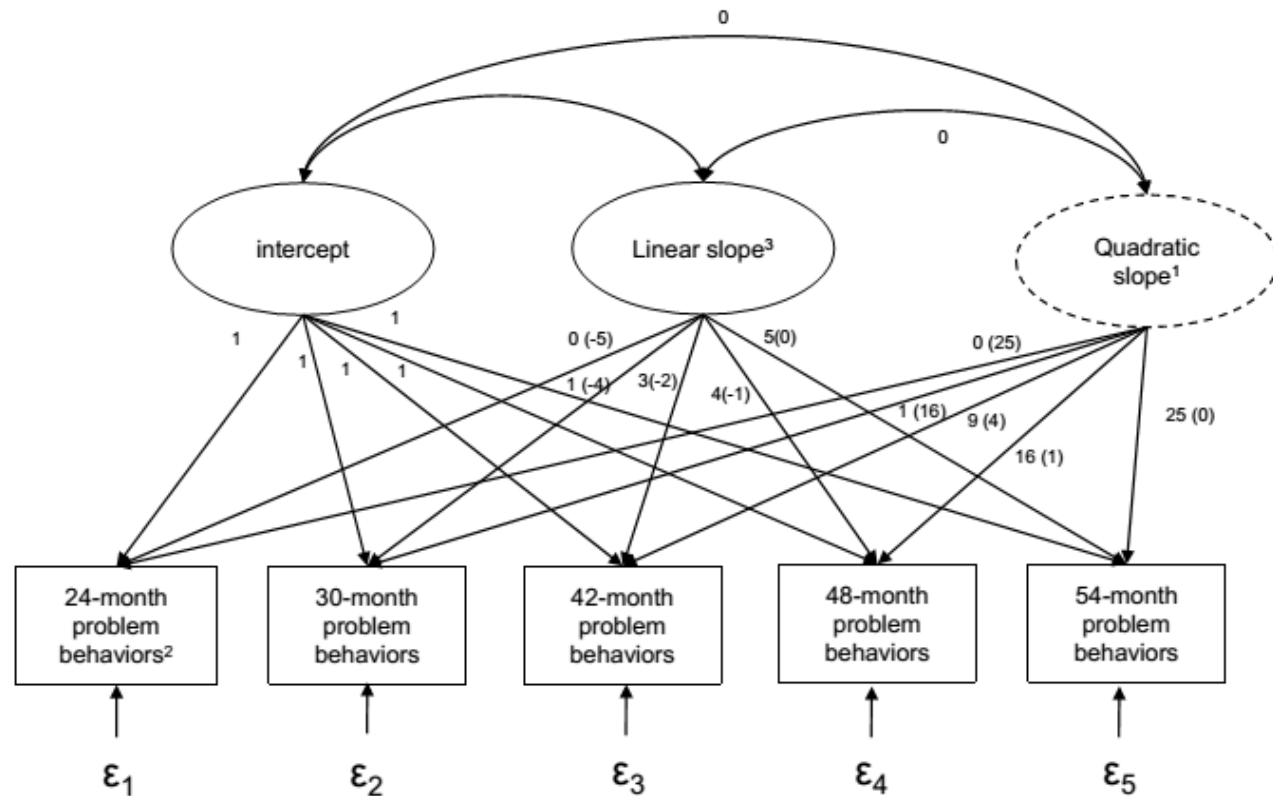 0
0
intercept
Linear slope³
Quadratic
slope¹
1
1
1
1
1
0 (-5)
1 (-4)
3(-2)
4(-1)
5(0)
0 (25)
1 (16)
9 (4)
16 (1)
25 (0)
24-month
problem
behaviors²
30-month
problem
behaviors
42-month
problem
behaviors
48-month
problem
behaviors
54-month
problem
behaviors
ε₁
ε₂
ε₃
ε₄
ε₅